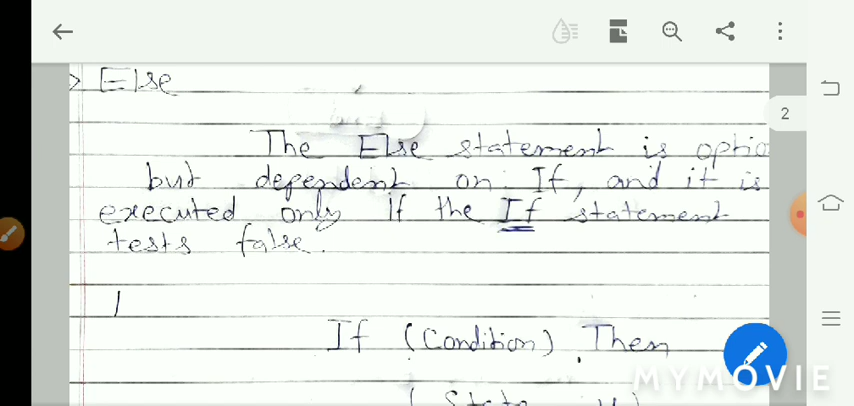 > Else
2
The Else statement is optio
but dependent on If, and it is
executed only if the If statement
tests false.
If (Condition) Then
MYMOVIE